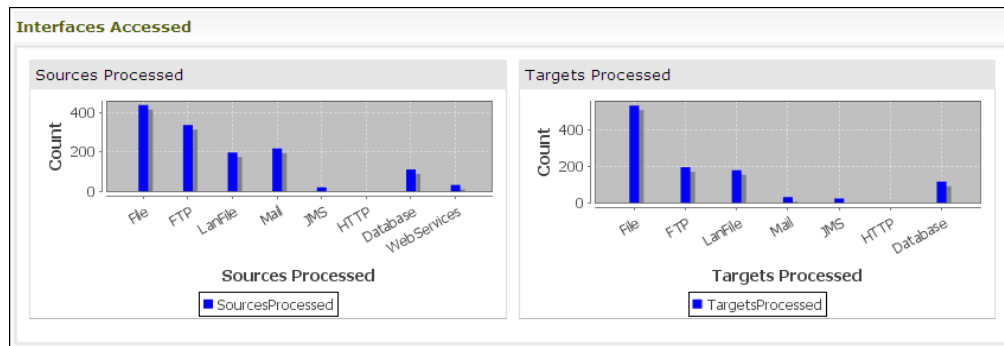 Interfaces Accessed
Sources Processed
Count
400
200
0
File
FTP
LanFile
Mail
JMS
HTTP
Database
WebServices
Sources Processed
SourcesProcessed
Targets Processed
Count
400
200
0
File
FTP
LanFile
Mail
JMS
HTTP
Database
Targets Processed
TargetsProcessed